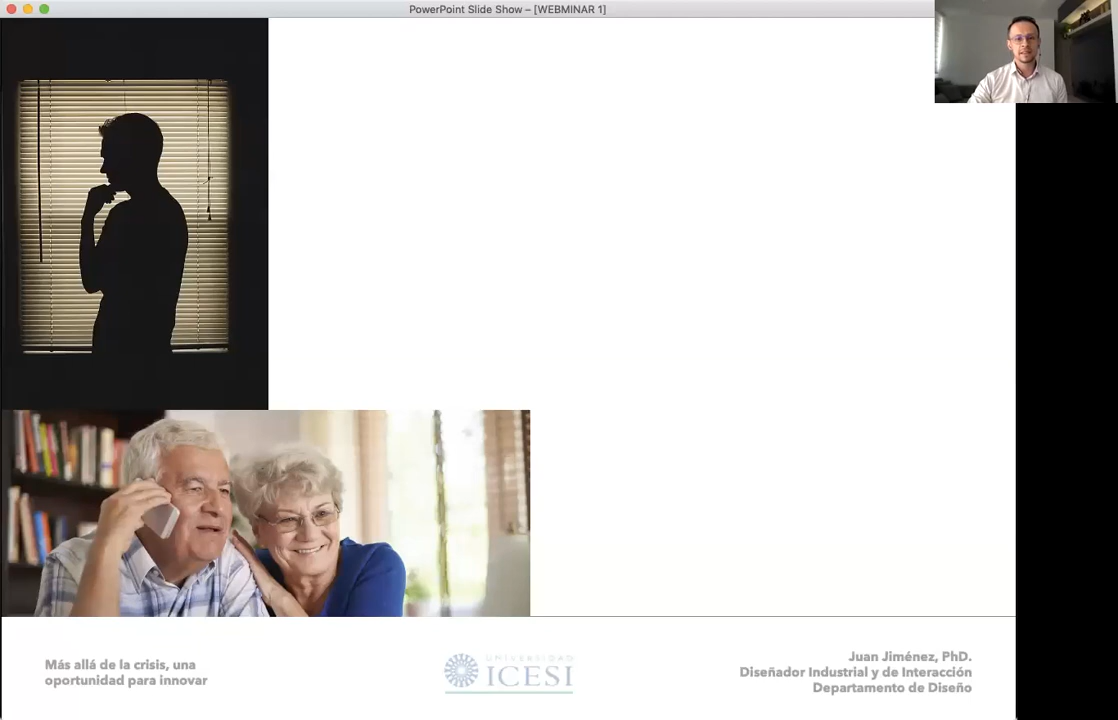 PowerPoint Slide Show – [WEBMINAR 1]
Más allá de la crisis, una
oportunidad para innovar
UNIVERSIDAD
ICESI
Juan Jiménez, PhD.
Diseñador Industrial y de Interacción
Departamento de Diseño